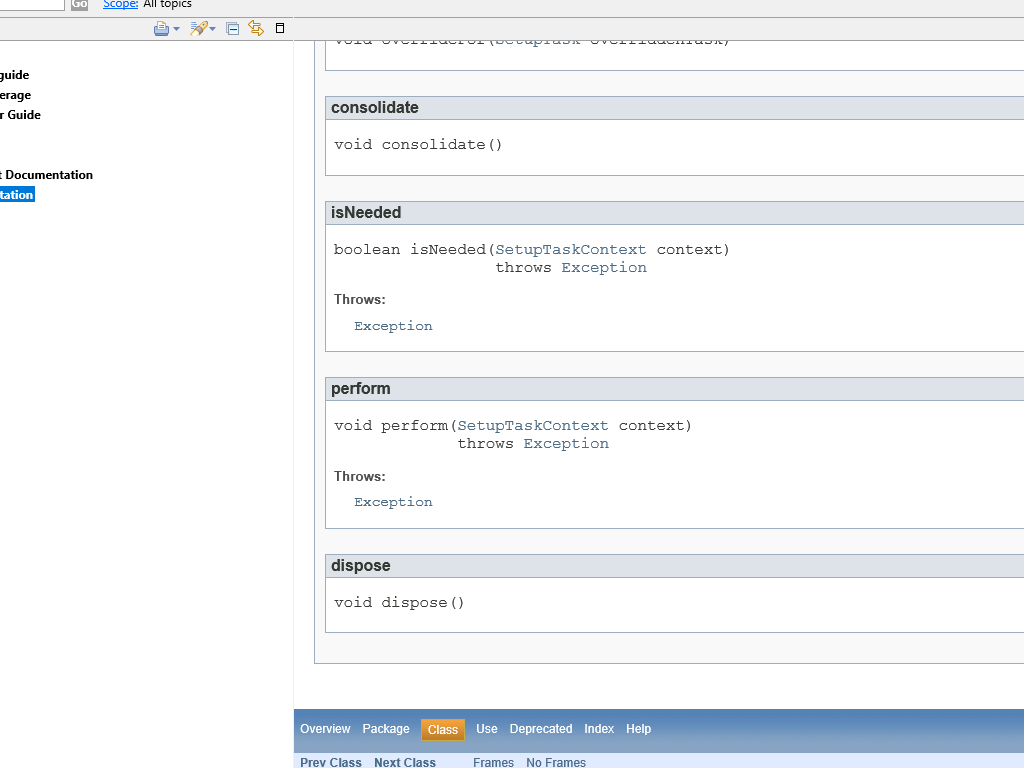 Go Scope: All topics
guide
erage
r Guide
t Documentation
tation
void overrideFor(SetupTask overriddenTask)
consolidate
void consolidate()
isNeeded
boolean isNeeded(SetupTaskContext context)
throws Exception
Throws:
Exception
perform
void perform(SetupTaskContext context)
throws Exception
Throws:
Exception
dispose
void dispose()
Overview Package Class Use Deprecated Index Help
Prev Class Next Class Frames No Frames